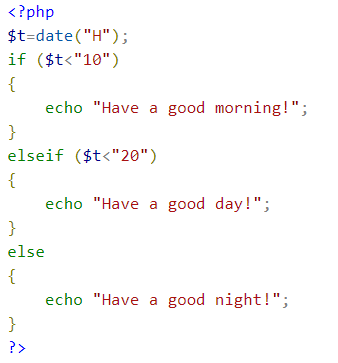 <?php
$t=date("H");
if ($t<"10")
{
    echo "Have a good morning!";
}
elseif ($t<"20")
{
    echo "Have a good day!";
}
else
{
    echo "Have a good night!";
}
?>